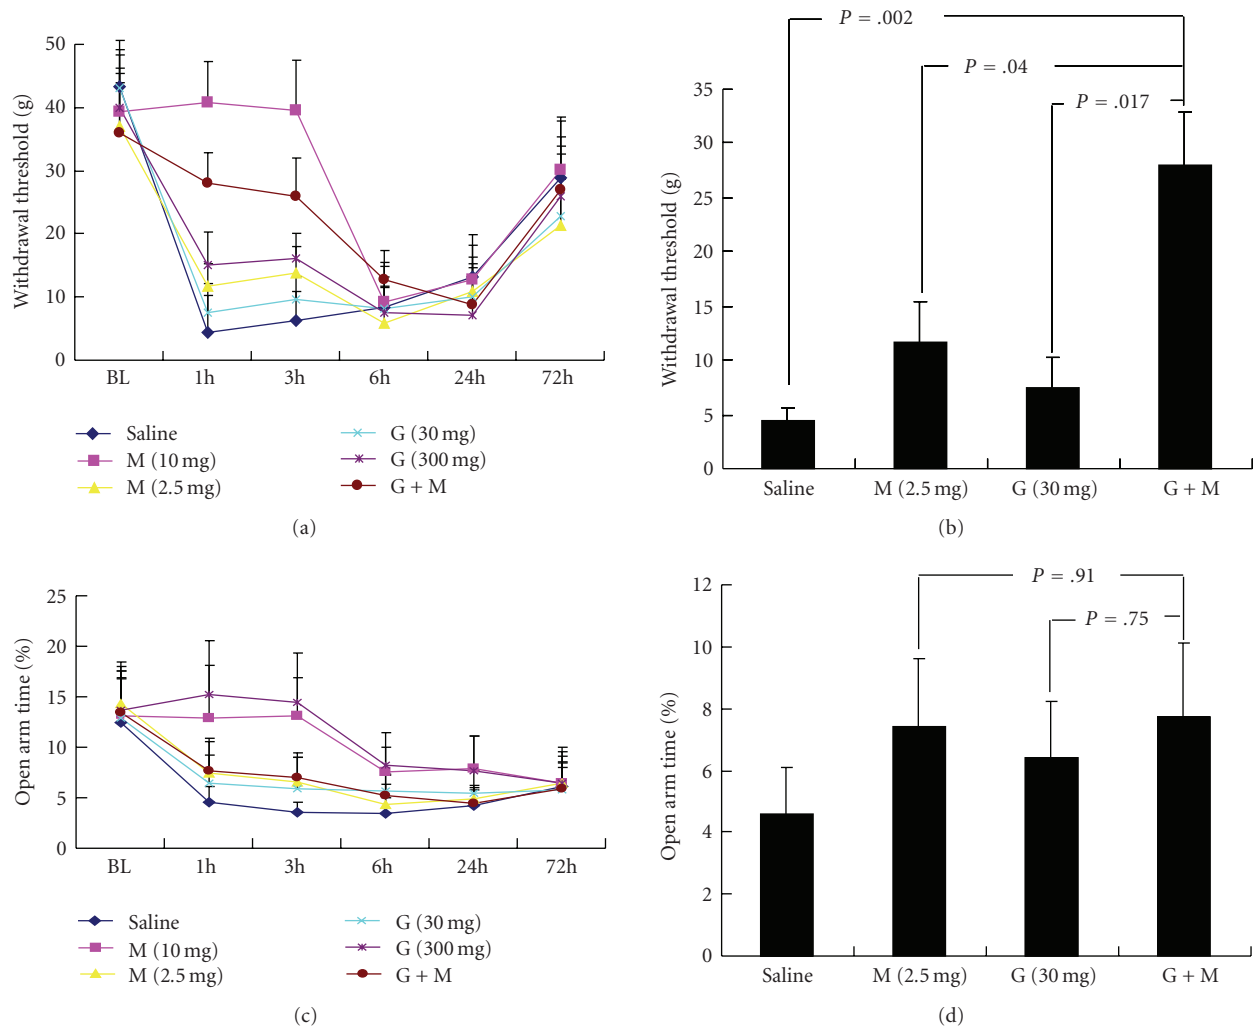 50
40
30
20
10
0
Withdrawal threshold (g)
BL 1h 3h 6h 24h 72h
Saline
M (10 mg)
M (2.5 mg)
G (30 mg)
G (300 mg)
G + M
(a)
P = .002
P = .04
P = .017
35
30
25
20
15
10
5
0
Withdrawal threshold (g)
Saline M (2.5 mg) G (30 mg) G + M
(b)
25
20
15
10
5
0
Open arm time (%)
BL 1h 3h 6h 24h 72h
Saline
M (10 mg)
M (2.5 mg)
G (30 mg)
G (300 mg)
G + M
(c)
P = .91
P = .75
12
10
8
6
4
2
0
Open arm time (%)
Saline M (2.5 mg) G (30 mg) G + M
(d)